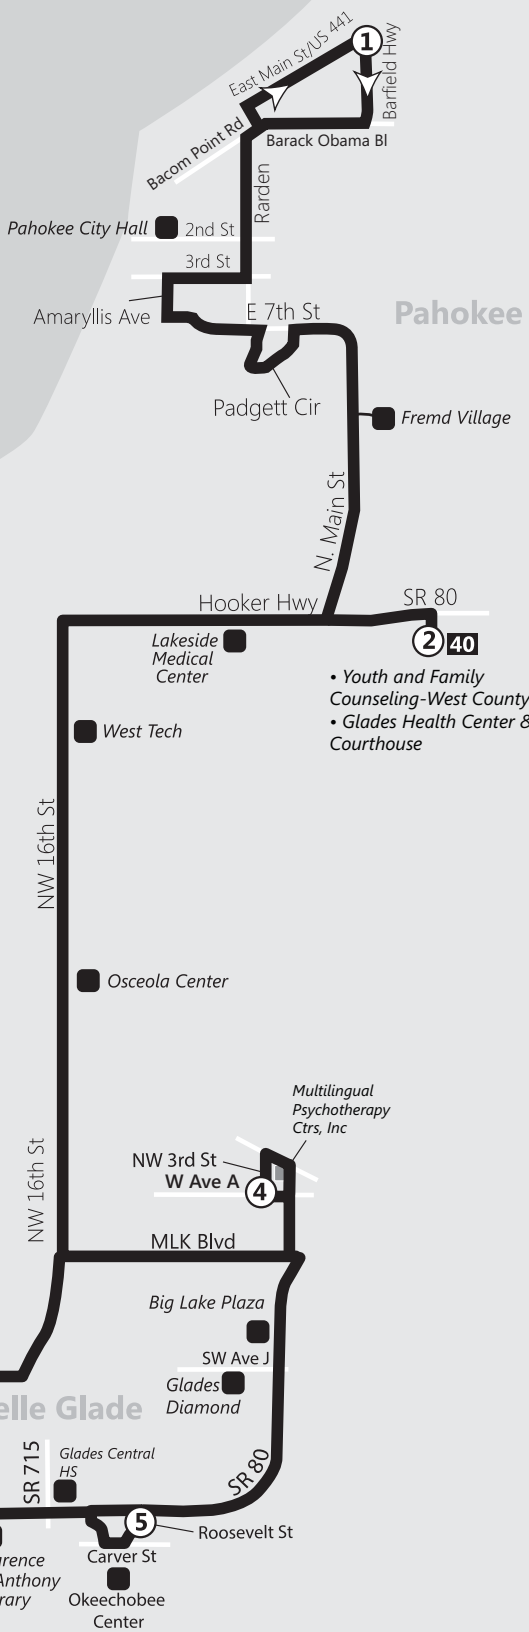 East Main St/US 441
1
Barfield Hwy
Bacom Point Rd
Barack Obama Bl
Rarden
Pahokee City Hall
2nd St
3rd St
Amaryllis Ave
E 7th St
Pahokee
Padgett Cir
Fremd Village
N. Main St
Hooker Hwy
SR 80
Lakeside
Medical
Center
2 40
• Youth and Family
Counseling-West County
• Glades Health Center &
Courthouse
West Tech
NW 16th St
Osceola Center
Multilingual
Psychotherapy
Ctrs, Inc
NW 16th St
NW 3rd St
W Ave A
4
MLK Blvd
Big Lake Plaza
SW Ave J
Glades
Diamond
elle Glade
SR 715
Glades Central
HS
SR 80
5
Roosevelt St
Carver St
arence
Anthony
rary
Okeechobee
Center